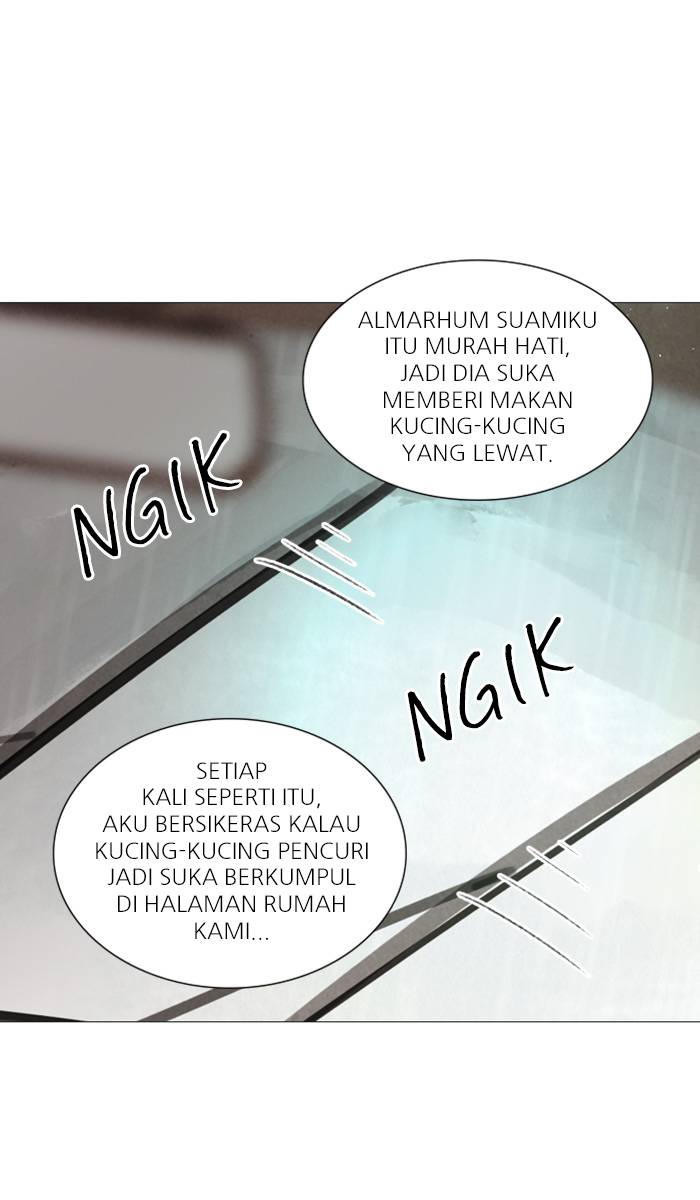 ALMARHUM SUAMIKU
ITU MURAH HATI,
JADI DIA SUKA
MEMBERI MAKAN
KUCING-KUCING
YANG LEWAT.
NGIK
NGIK
SETIAP
KALI SEPERTI ITU,
AKU BERSIKERAS KALAU
KUCING-KUCING PENCURI
JADI SUKA BERKUMPUL
DI HALAMAN RUMAH
KAMI...